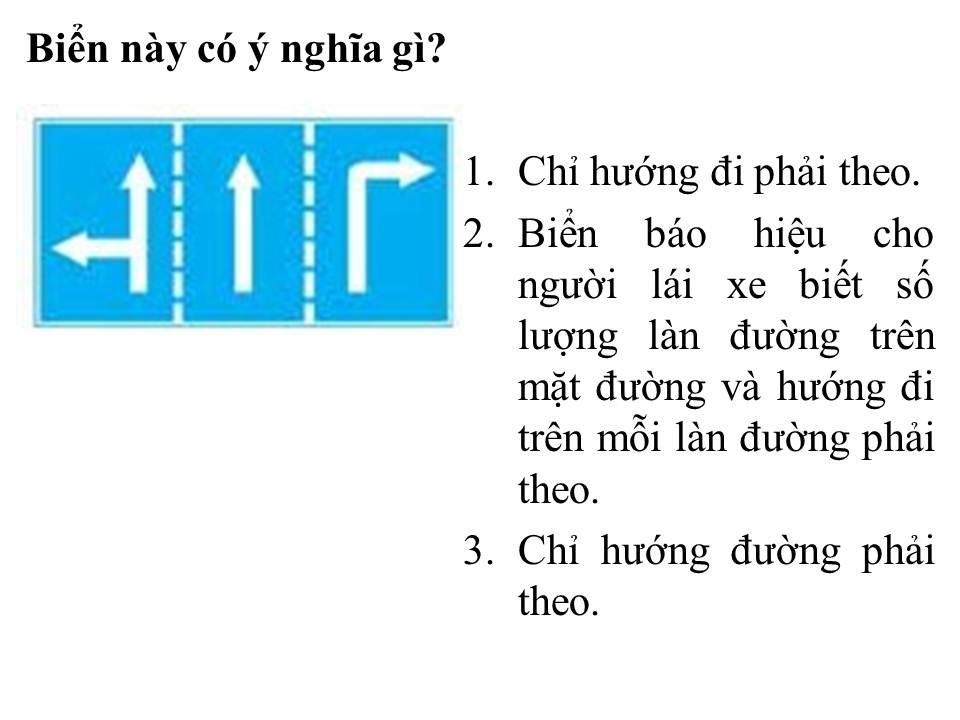 Biển này có ý nghĩa gì?
1. Chỉ hướng đi phải theo.
2. Biển báo hiệu cho
người lái xe biết số
lượng làn đường trên
mặt đường và hướng đi
trên mỗi làn đường phải
theo.
3. Chỉ hướng đường phải
theo.